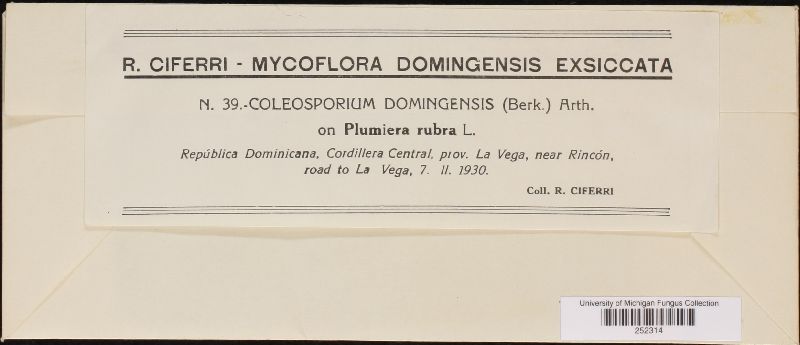 R. CIFERRI - MYCOFLORA DOMINGENSIS EXSICCATA
N. 39.-COLEOSPORIUM DOMINGENSIS (Berk.) Arth.
on Plumiera rubra L.
República Dominicana, Cordillera Central, prov. La Vega, near Rincón,
road to La Vega, 7. II. 1930.
Coll. R. CIFERRI
University of Michigan Fungus Collection
252314